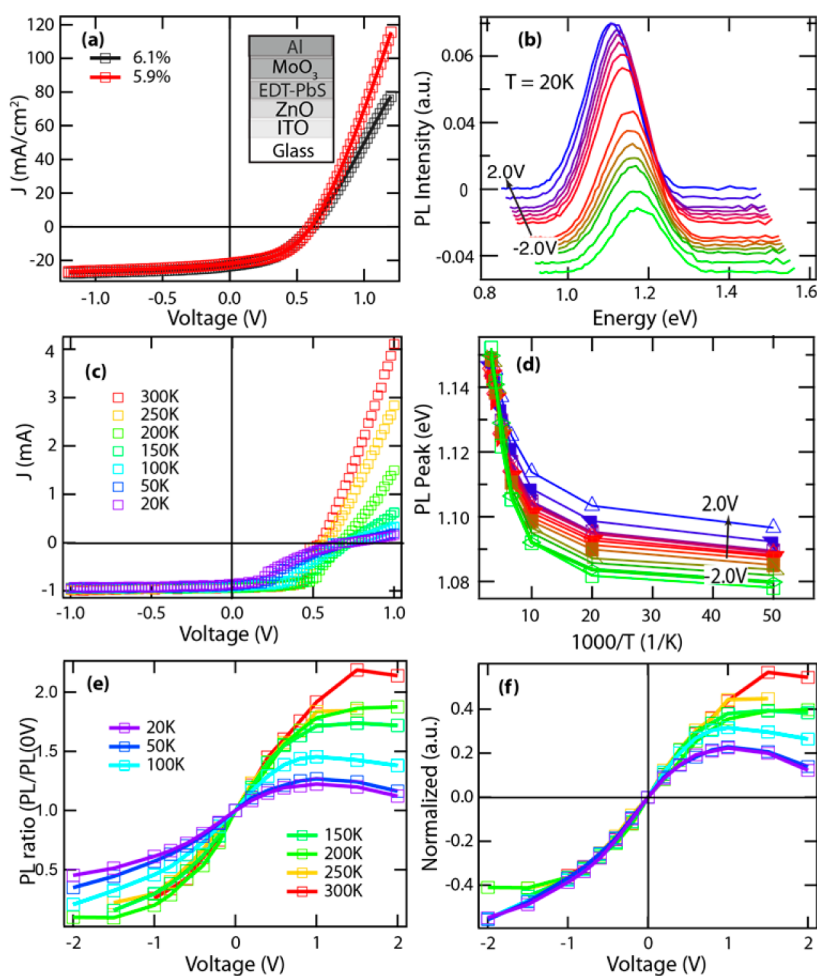 (a)
6.1%
5.9%
Al
MoO3
EDT-PbS
ZnO
ITO
Glass
120
100
80
60
40
20
0
-20
J (mA/cm2)
-1.0
-0.5
0.0
0.5
1.0
Voltage (V)
(b)
T = 20K
2.0V
-2.0V
0.06
0.04
0
-0.04
PL Intensity (a.u.)
0.8
1.0
1.2
1.4
1.6
Energy (eV)
(c)
300K
250K
200K
150K
100K
50K
20K
4
3
2
1
0
-1
J (mA)
-1.0
-0.5
0.0
0.5
1.0
Voltage (V)
(d)
2.0V
-2.0V
1.14
1.12
1.10
1.08
PL Peak (eV)
10
20
30
40
50
1000/T (1/K)
(e)
20K
50K
100K
150K
200K
250K
300K
2.0
1.5
1.0
0.5
PL ratio (PL/PL(0V)
-2
-1
0
1
2
Voltage (V)
(f)
0.4
0.2
0.0
-0.2
-0.4
Normalized (a.u.)
-2
-1
0
1
2
Voltage (V)